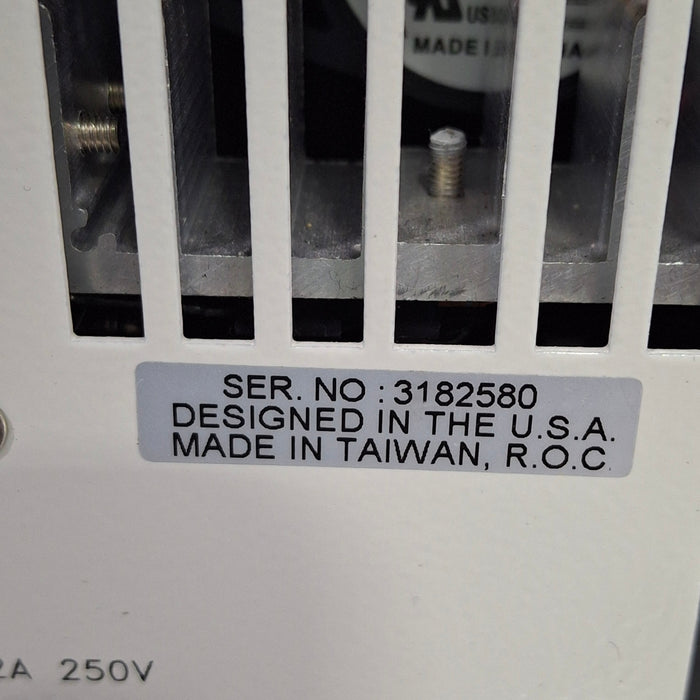 MADE I
SER. NO : 3182580
DESIGNED IN THE U.S.A.
MADE IN TAIWAN, R.O.C.
2A 250V